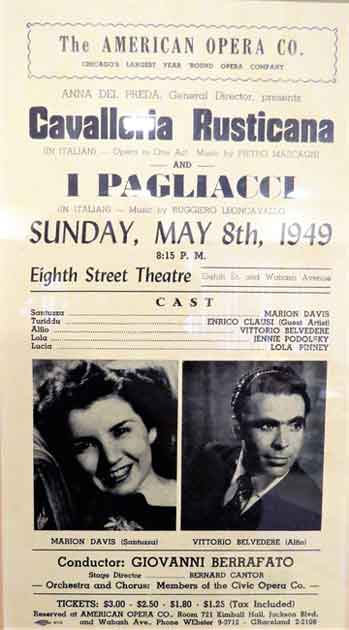 The AMERICAN OPERA CO.
CHICAGO'S LARGEST YEAR 'ROUND OPERA COMPANY
ANNA DEL PREDA, General Director, presents
Cavalleria Rusticana
(IN ITALIAN) — Opera in One Act Music by PIETRO MASCAGNI
— AND —
I PAGLIACCI
(IN ITALIAN) — Music by RUGGIERO LEONCAVALLO
SUNDAY, MAY 8th, 1949
8:15 P. M.
Eighth Street Theatre Eighth St. and Wabash Avenue
CAST
Santuzza MARION DAVIS
Turiddu ENRICO CLAUSI (Guest Artist)
Alfio VITTORIO BELVEDERE
Lola JENNIE PODOLSKY
Lucia LOLA PINNEY
MARION DAVIS (Santuzza) VITTORIO BELVEDERE (Alfio)
Conductor: GIOVANNI BERRAFATO
Stage Director BERNARD CANTOR
— Orchestra and Chorus: Members of the Civic Opera Co. —
TICKETS: $3.00 - $2.50 - $1.80 - $1.25 (Tax Included)
Reserved at AMERICAN OPERA CO., Room 721 Kimball Hall, Jackson Blvd.
and Wabash Ave., Phone WEbster 9-0712 - GRaceland 2-2108